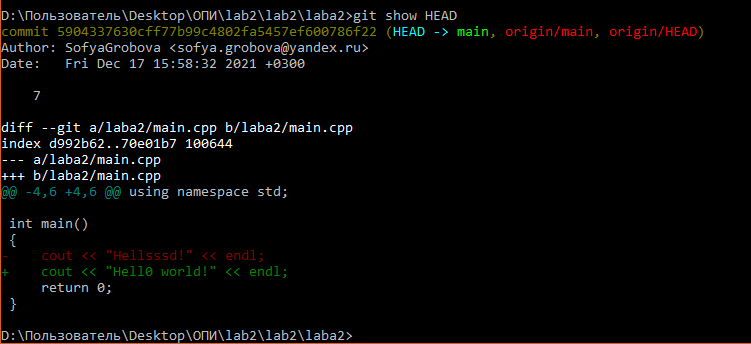 D:\Пользователь\Desktop\ОПИ\lab2\lab2\laba2>git show HEAD
commit 5904337630cff77b99c4802fa5457ef600786f22 (HEAD -> main, origin/main, origin/HEAD)
Author: SofyaGrobova <sofya.grobova@yandex.ru>
Date:   Fri Dec 17 15:58:32 2021 +0300
    7
diff --git a/laba2/main.cpp b/laba2/main.cpp
index d992b62..70e01b7 100644
--- a/laba2/main.cpp
+++ b/laba2/main.cpp
@@ -4,6 +4,6 @@ using namespace std;
 int main()
 {
-    cout << "Hellsssd!" << endl;
+    cout << "Hell0 world!" << endl;
     return 0;
 }
D:\Пользователь\Desktop\ОПИ\lab2\lab2\laba2>